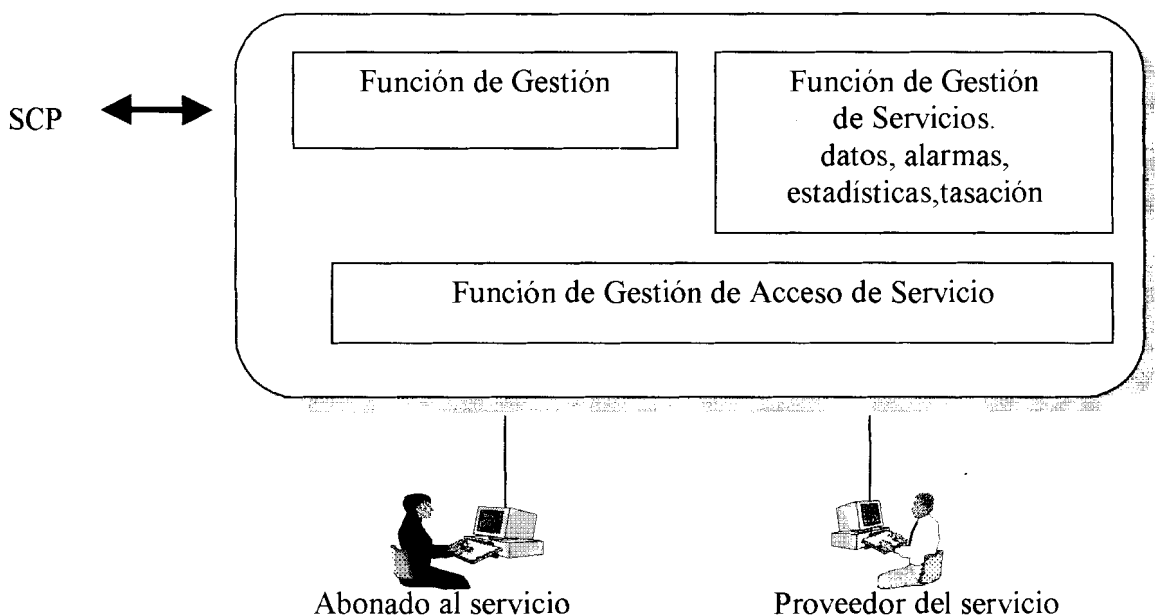 Función de Gestión
Función de Gestión
de Servicios.
datos, alarmas,
estadísticas,tasación
SCP
Función de Gestión de Acceso de Servicio
Abonado al servicio
Proveedor del servicio